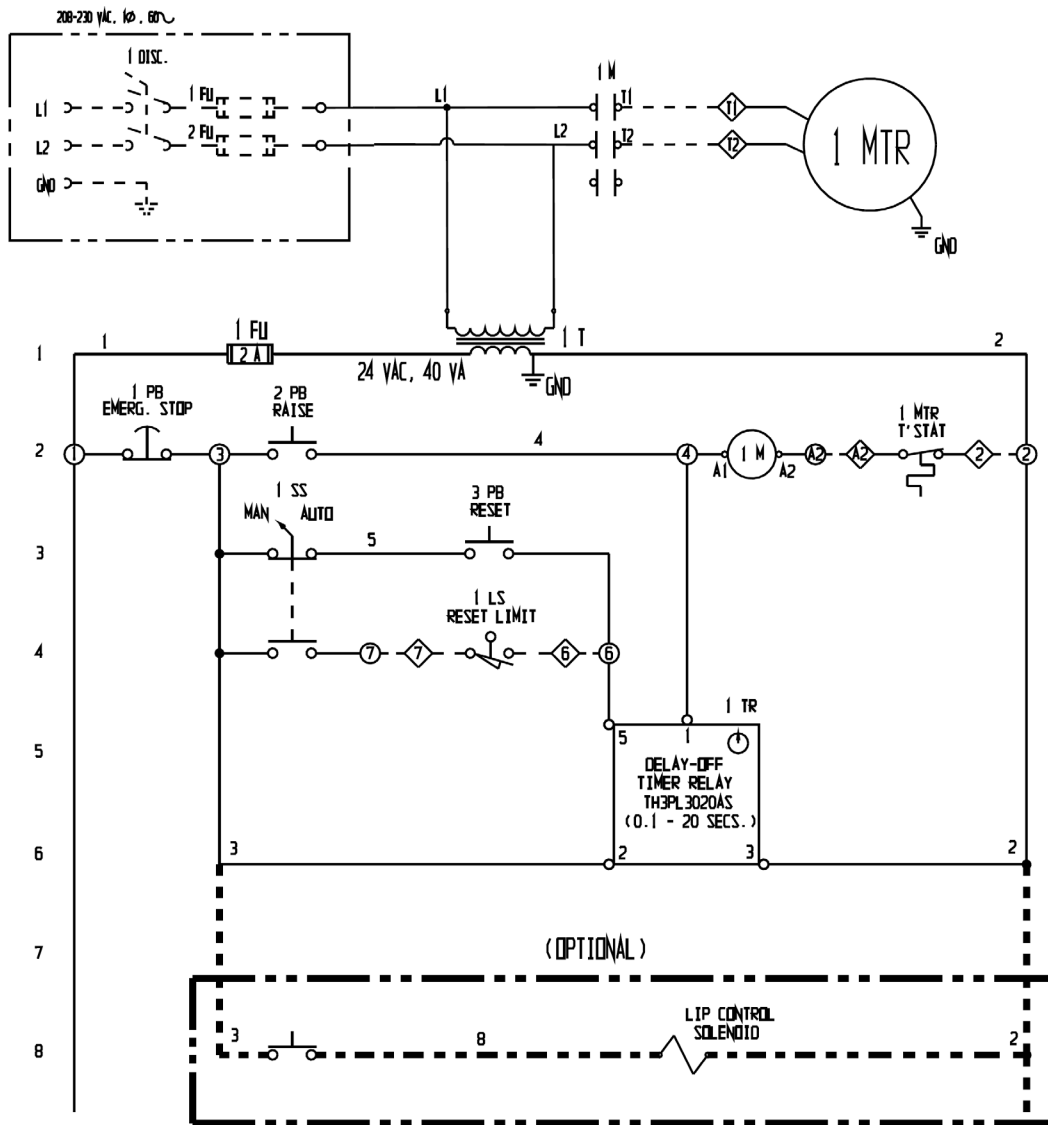 208-230 VAC, 1Ø, 60~
1 DISC.
L1
1 FU
L2
2 FU
GND
L1
L2
1 M
T1
T2
T1
T2
1 MTR
GND
1
1
1 FU
2 A
24 VAC, 40 VA
1 T
GND
2
1 PB
EMERG. STOP
2 PB
RAISE
1 MTR
T'STAT
2
1
3
4
4
A1
1 M
A2
A2
A2
2
2
1 SS
MAN
AUTO
3 PB
RESET
3
5
1 LS
RESET LIMIT
4
7
7
6
6
1 TR
5
5
1
DELAY-OFF
TIMER RELAY
TH3PL3020AS
(0.1 - 20 SECS.)
6
3
2
3
2
7
(OPTIONAL)
LIP CONTROL
SOLENOID
8
3
8
2